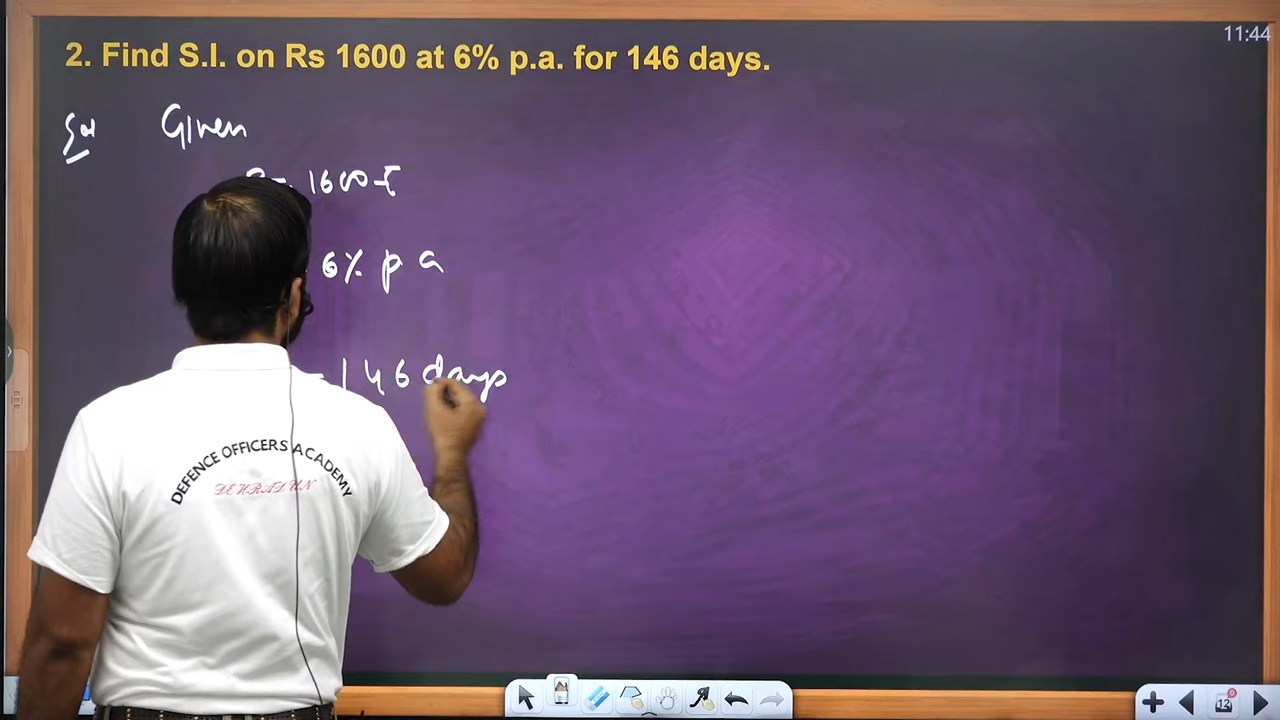 11:44
2. Find S.I. on Rs 1600 at 6% p.a. for 146 days.
Sol Given
1600
6% p a
= 146 days
DEFENCE OFFICERS ACADEMY
DEHRADUN
12